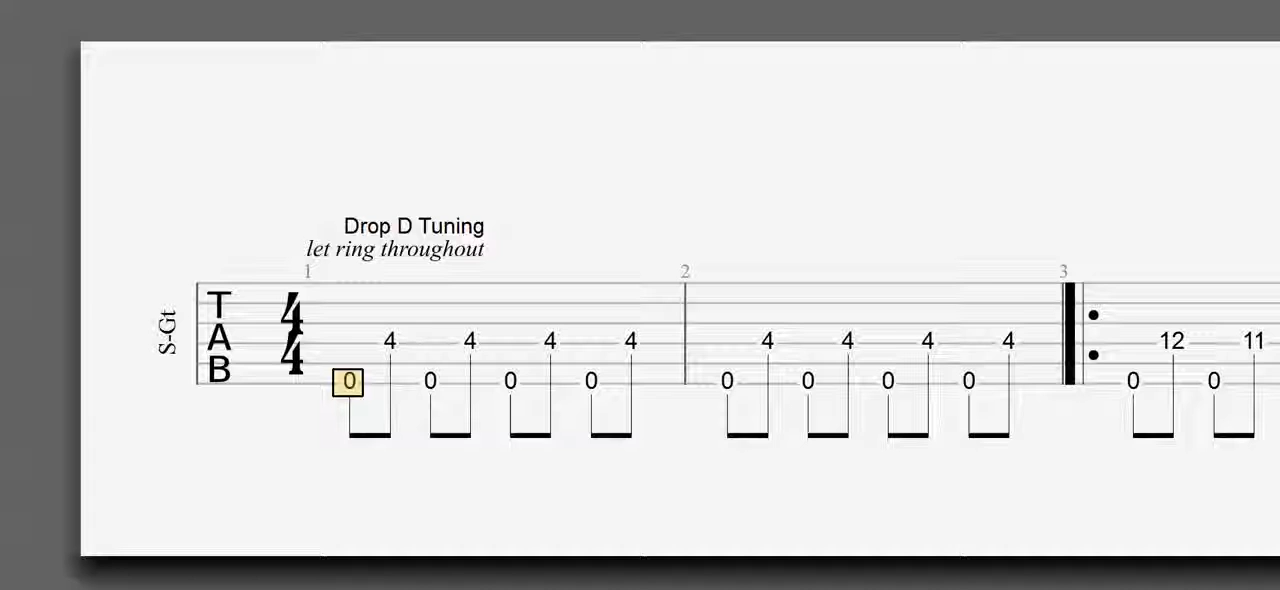 Drop D Tuning
let ring throughout
1 2 3
S-Gt
T
A
B
4
4
4 4 4 4 4 4 4 4 12 11
0 0 0 0 0 0 0 0 0 0